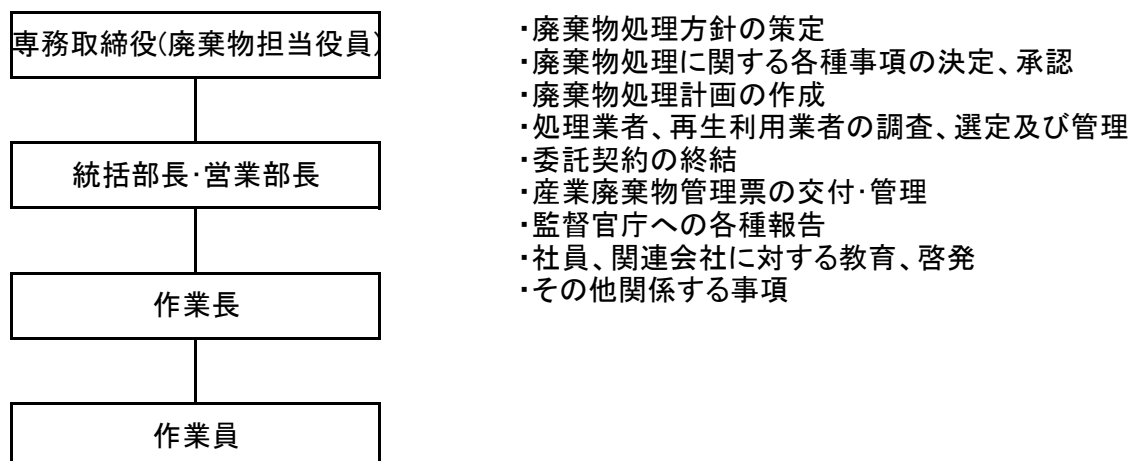 専務取締役(廃棄物担当役員)
統括部長･営業部長
作業長
作業員
・廃棄物処理方針の策定
・廃棄物処理に関する各種事項の決定、承認
・廃棄物処理計画の作成
・処理業者、再生利用業者の調査、選定及び管理
・委託契約の終結
・産業廃棄物管理票の交付･管理
・監督官庁への各種報告
・社員、関連会社に対する教育、啓発
・その他関係する事項